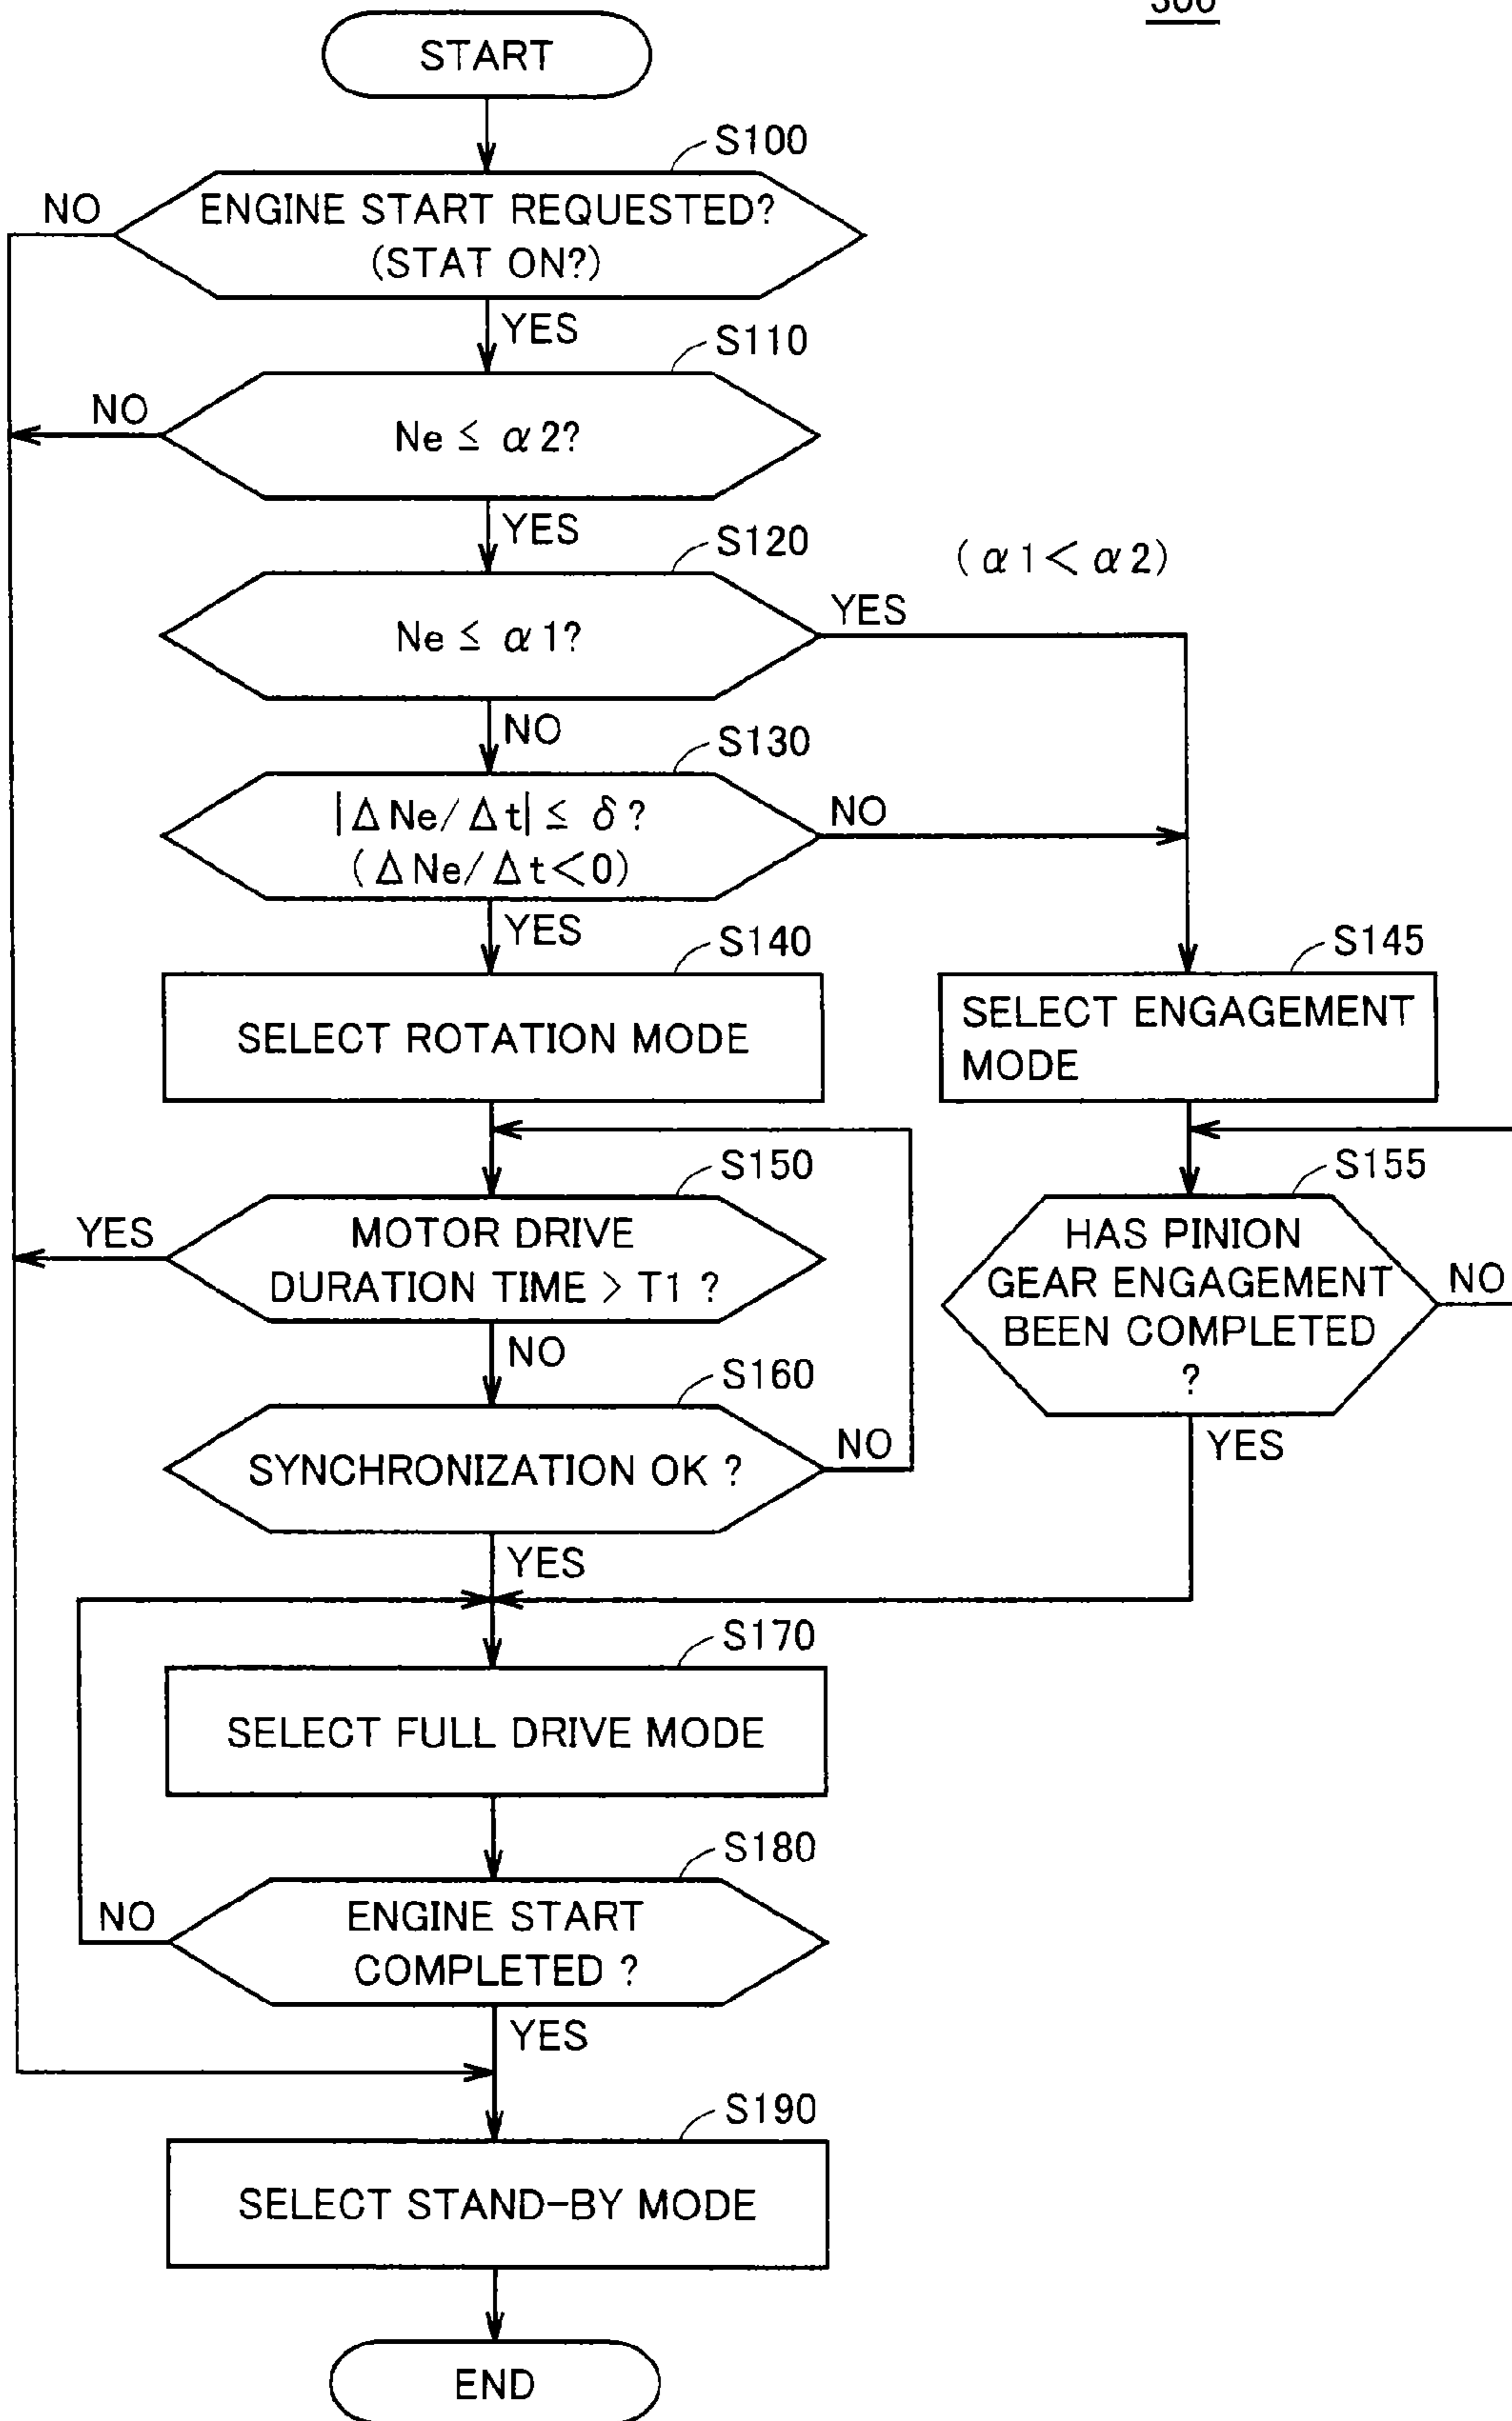 START
S100
NO
ENGINE START REQUESTED?
(STAT ON?)
YES
S110
NO
Ne ≤ α2?
YES
S120
(α1<α2)
Ne ≤ α1?
YES
NO
S130
|ΔNe/Δt| ≤ δ?
(ΔNe/Δt<0)
NO
YES
S140
SELECT ROTATION MODE
S145
SELECT ENGAGEMENT
MODE
S150
YES
MOTOR DRIVE
DURATION TIME > T1 ?
NO
S155
HAS PINION
GEAR ENGAGEMENT
BEEN COMPLETED
?
NO
YES
S160
SYNCHRONIZATION OK ?
NO
YES
S170
SELECT FULL DRIVE MODE
S180
NO
ENGINE START
COMPLETED ?
YES
S190
SELECT STAND-BY MODE
END